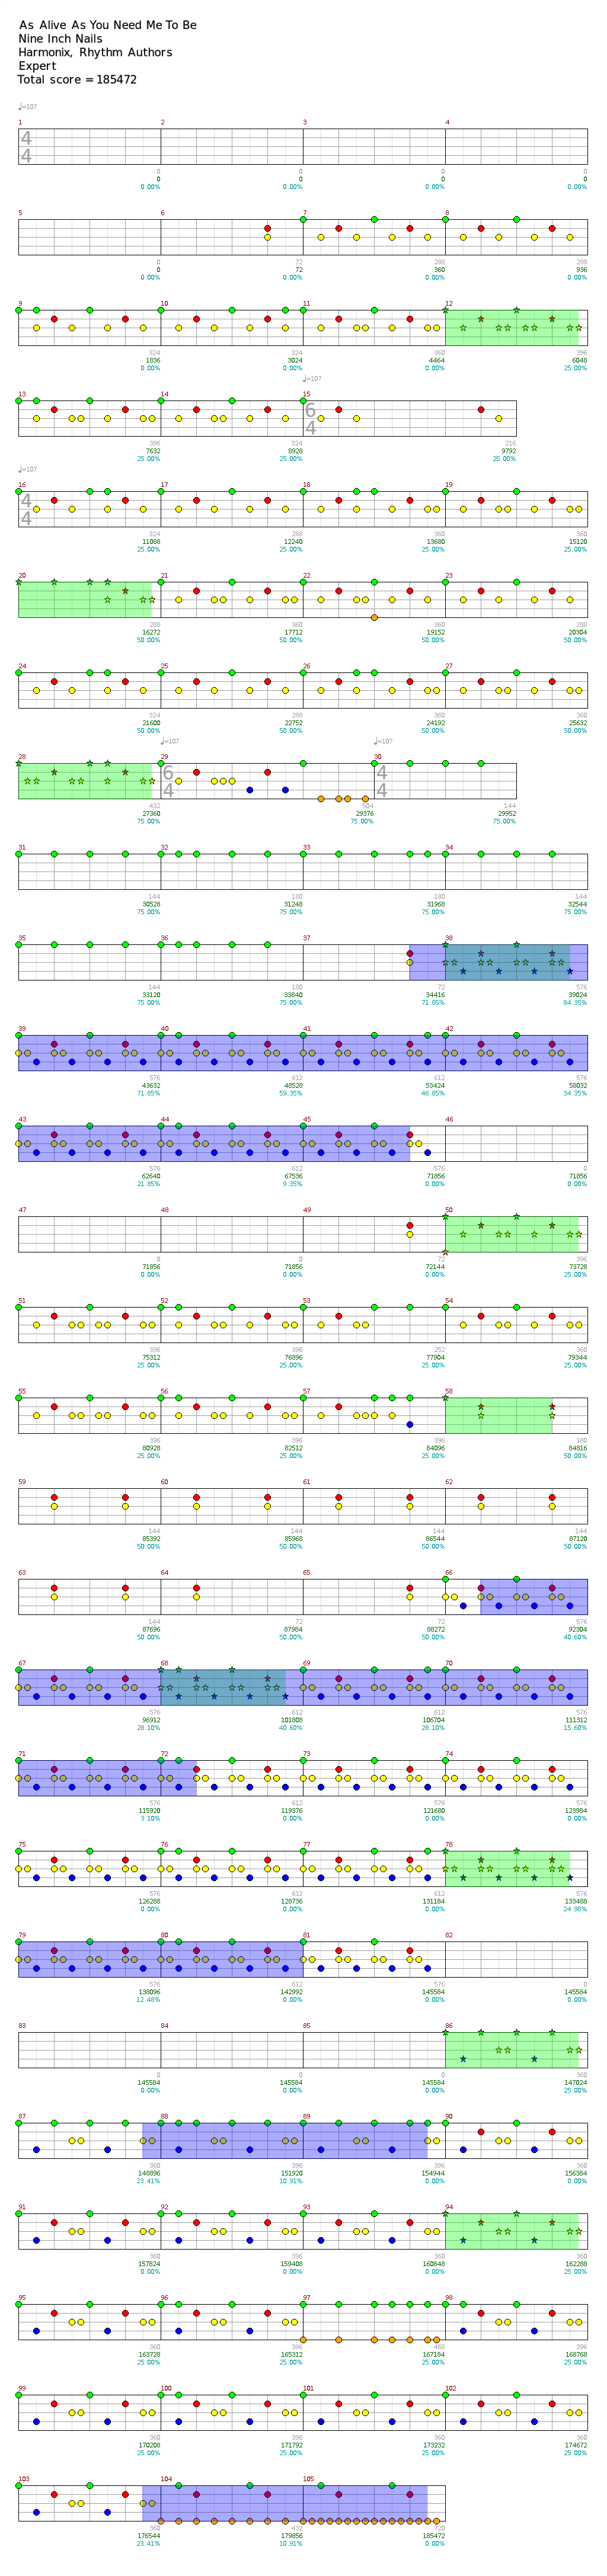 As Alive As You Need Me To Be
Nine Inch Nails
Harmonix, Rhythm Authors
Expert
Total score = 185472
♩=107
1 2 3 4
4
4
0 0 0 0
0 0 0 0
0.00% 0.00% 0.00% 0.00%
5 6 7 8
0 72 288 288
0 72 360 936
0.00% 0.00% 0.00% 0.00%
9 10 11 12
324 324 360 396
1836 3024 4464 6048
0.00% 0.00% 0.00% 25.00%
♩=107
13 14 15
6
4
396 324 216
7632 8928 9792
25.00% 25.00% 25.00%
♩=107
16 17 18 19
4
4
324 288 360 360
11088 12240 13680 15120
25.00% 25.00% 25.00% 25.00%
20 21 22 23
288 360 360 288
16272 17712 19152 20304
50.00% 50.00% 50.00% 50.00%
24 25 26 27
324 288 360 360
21600 22752 24192 25632
50.00% 50.00% 50.00% 50.00%
♩=107 ♩=107
28 29 30
6 4
4 4
432 504 144
27360 29376 29952
75.00% 75.00% 75.00%
31 32 33 34
144 180 180 144
30528 31248 31968 32544
75.00% 75.00% 75.00% 75.00%
35 36 37 38
144 180 72 576
33120 33840 34416 39024
75.00% 75.00% 71.85% 84.35%
39 40 41 42
576 612 612 576
43632 48528 53424 58032
71.85% 59.35% 46.85% 34.35%
43 44 45 46
576 612 576 0
62640 67536 71856 71856
21.85% 9.35% 0.00% 0.00%
47 48 49 50
0 0 72 396
71856 71856 72144 73728
0.00% 0.00% 0.00% 25.00%
51 52 53 54
396 396 252 360
75312 76896 77904 79344
25.00% 25.00% 25.00% 25.00%
55 56 57 58
396 396 396 180
80928 82512 84096 84816
25.00% 25.00% 25.00% 50.00%
59 60 61 62
144 144 144 144
85392 85968 86544 87120
50.00% 50.00% 50.00% 50.00%
63 64 65 66
144 72 72 576
87696 87984 88272 92304
50.00% 50.00% 50.00% 40.60%
67 68 69 70
576 612 612 576
96912 101808 106704 111312
28.10% 40.60% 28.10% 15.60%
71 72 73 74
576 612 576 576
115920 119376 121680 123984
3.10% 0.00% 0.00% 0.00%
75 76 77 78
576 612 612 576
126288 128736 131184 133488
0.00% 0.00% 0.00% 24.98%
79 80 81 82
576 612 576 0
138096 142992 145584 145584
12.48% 0.00% 0.00% 0.00%
83 84 85 86
0 0 0 360
145584 145584 145584 147024
0.00% 0.00% 0.00% 25.00%
87 88 89 90
360 396 396 360
148896 151920 154944 156384
23.41% 10.91% 0.00% 0.00%
91 92 93 94
360 396 360 360
157824 159408 160848 162288
0.00% 0.00% 0.00% 25.00%
95 96 97 98
360 396 468 396
163728 165312 167184 168768
25.00% 25.00% 25.00% 25.00%
99 100 101 102
360 396 360 360
170208 171792 173232 174672
25.00% 25.00% 25.00% 25.00%
103 104 105
360 432 720
176544 179856 185472
23.41% 10.91% 0.00%